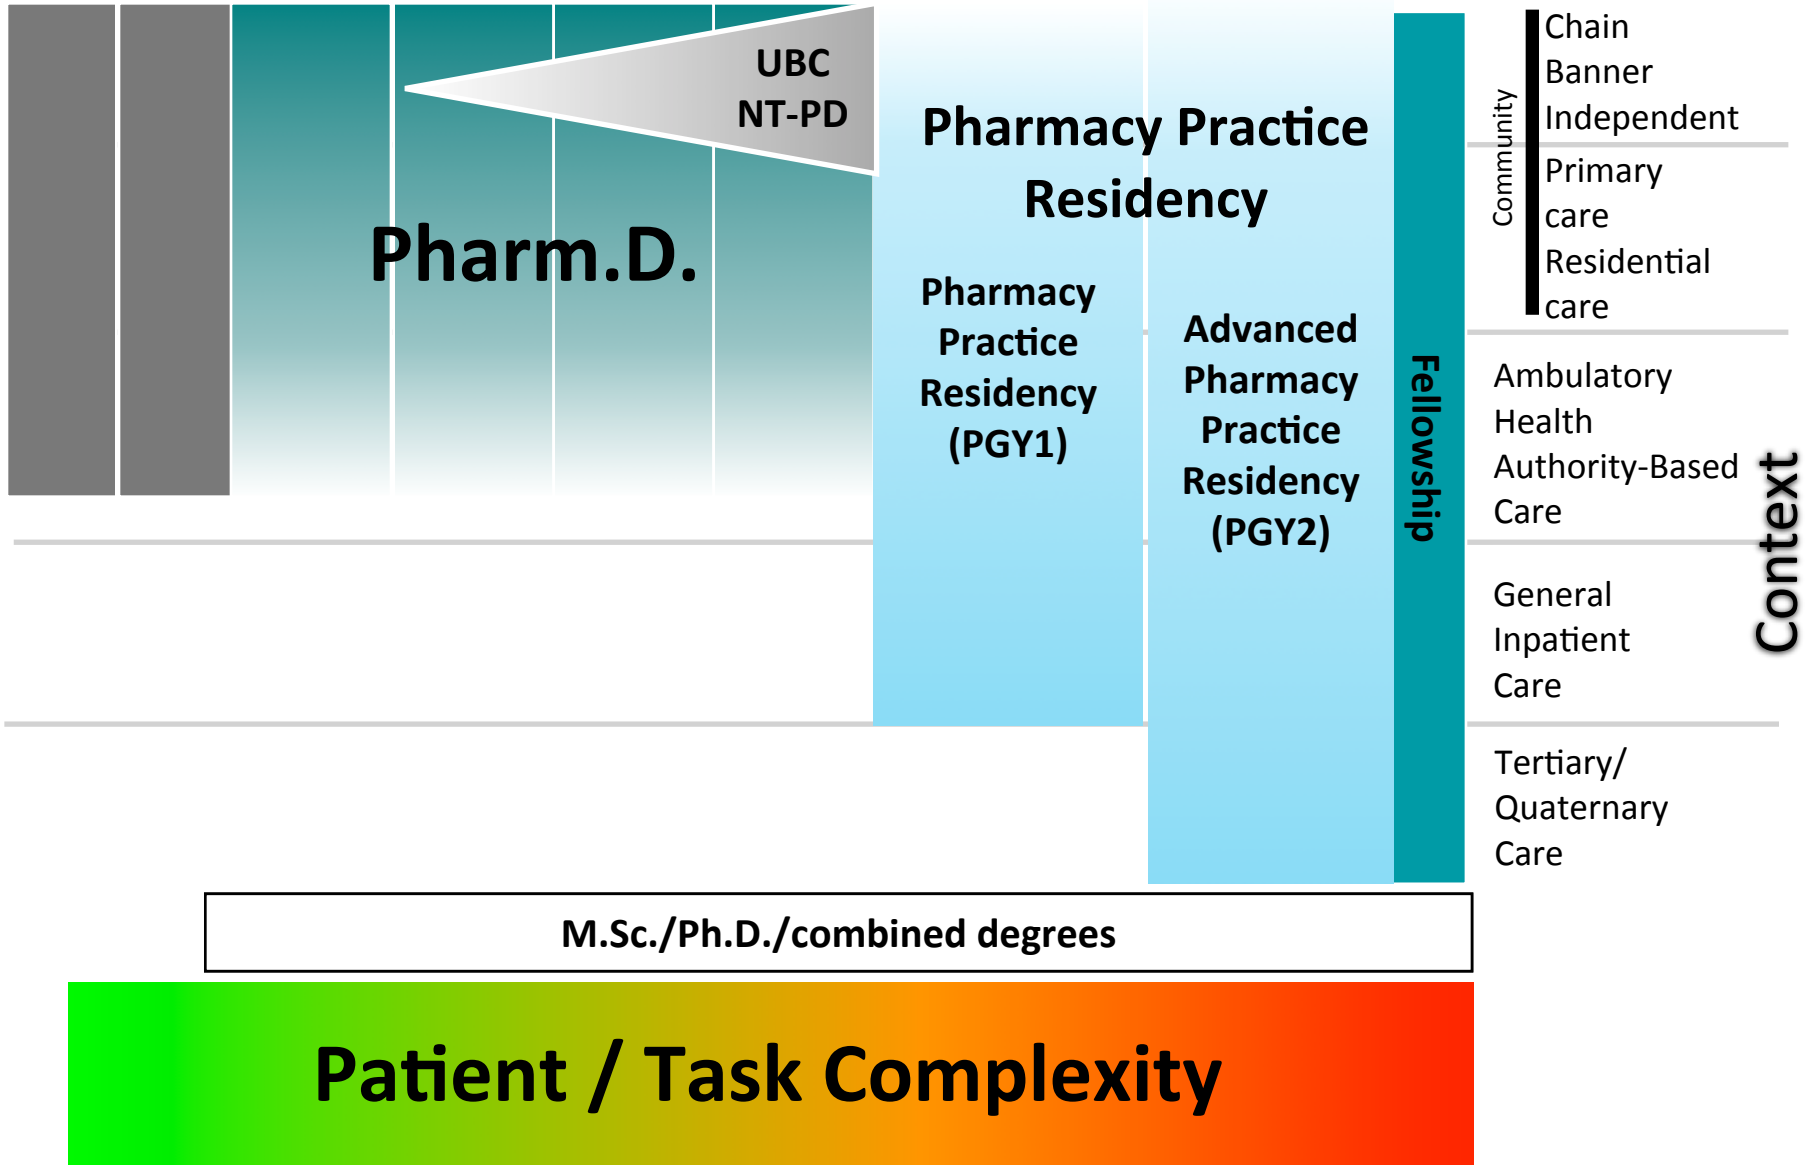 UBC
NT-PD
Pharm.D.
Pharmacy Practice
Residency
Pharmacy
Practice
Residency
(PGY1)
Advanced
Pharmacy
Practice
Residency
(PGY2)
Fellowship
Community
Chain
Banner
Independent
Primary
care
Residential
care
Ambulatory
Health
Authority-Based
Care
General
Inpatient
Care
Tertiary/
Quaternary
Care
Context
M.Sc./Ph.D./combined degrees
Patient / Task Complexity